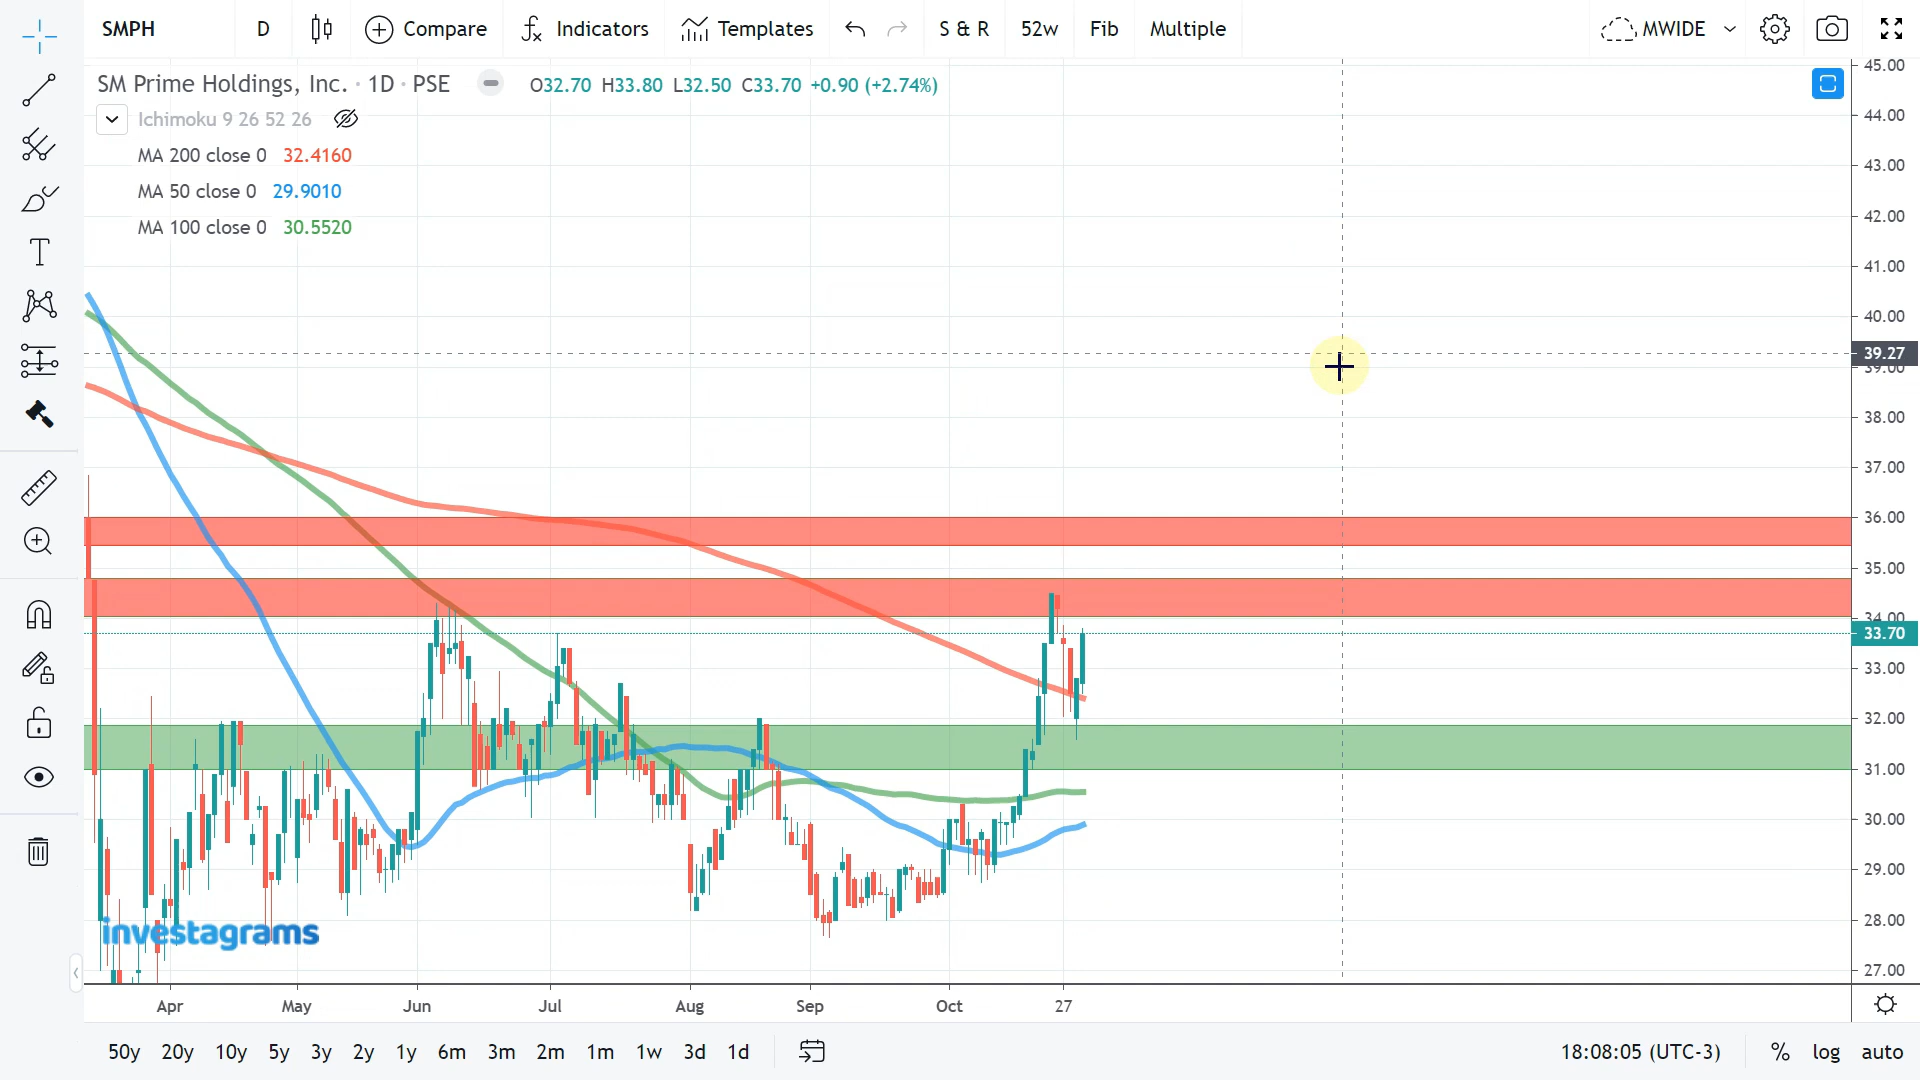 SMPH D Compare Indicators Templates S & R 52w Fib Multiple MWIDE
SM Prime Holdings, Inc. · 1D · PSE O32.70 H33.80 L32.50 C33.70 +0.90 (+2.74%)
Ichimoku 9 26 52 26
MA 200 close 0 32.4160
MA 50 close 0 29.9010
MA 100 close 0 30.5520
45.00
44.00
43.00
42.00
41.00
40.00
39.27
39.00
38.00
37.00
36.00
35.00
34.00
33.70
33.00
32.00
31.00
30.00
29.00
28.00
27.00
investagrams
Apr May Jun Jul Aug Sep Oct 27
50y 20y 10y 5y 3y 2y 1y 6m 3m 2m 1m 1w 3d 1d 18:08:05 (UTC-3) % log auto